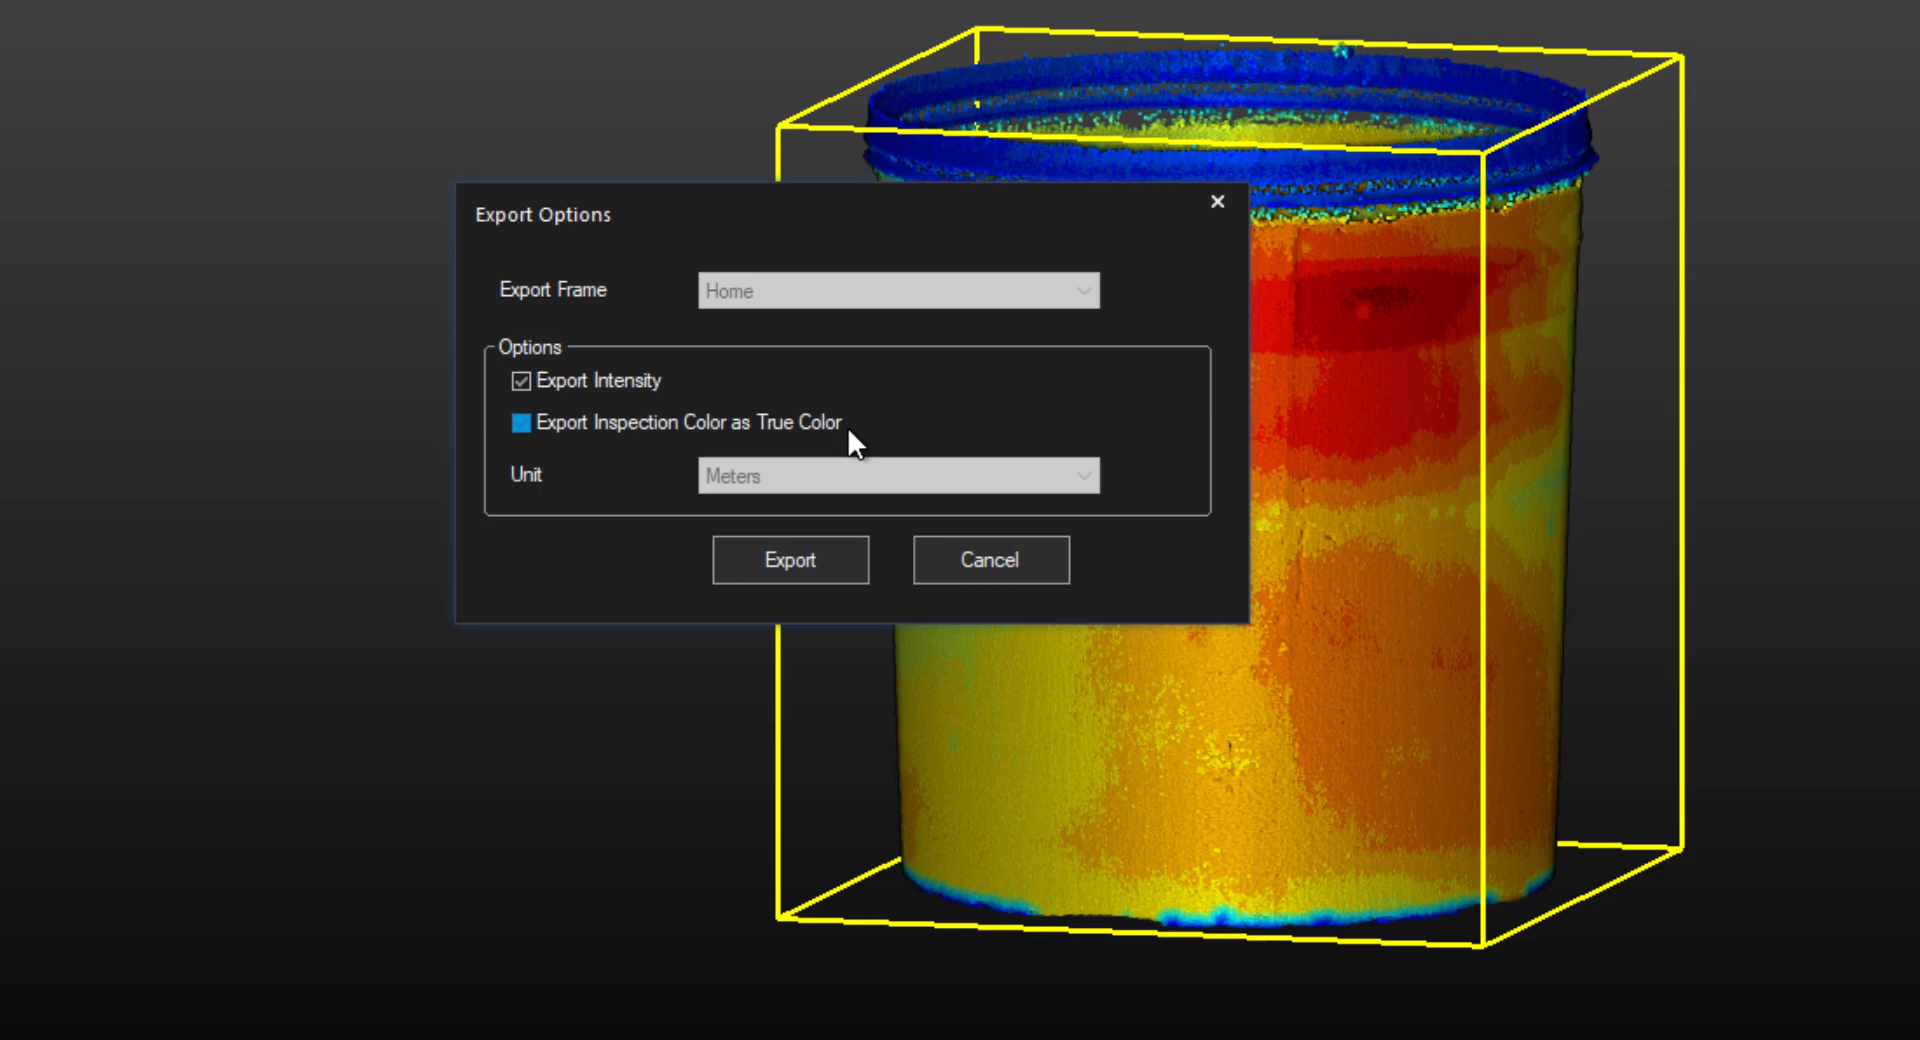 Export Options
Export Frame
Home
Options
Export Intensity
Export Inspection Color as True Color
Unit
Meters
Export
Cancel